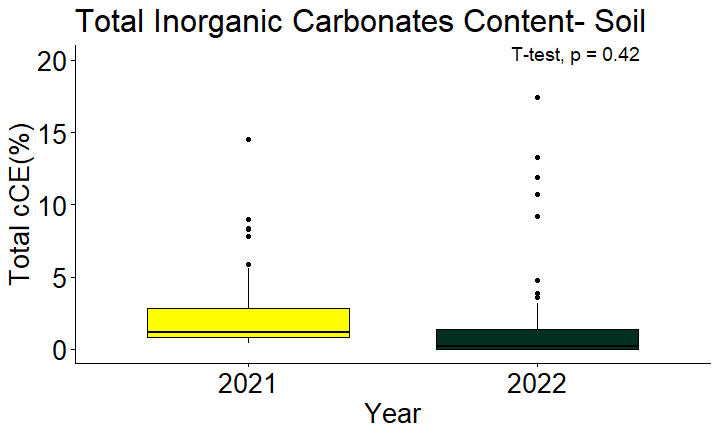 Total Inorganic Carbonates Content- Soil
T-test, p = 0.42
Total cCE(%)
20
15
10
5
0
2021
2022
Year